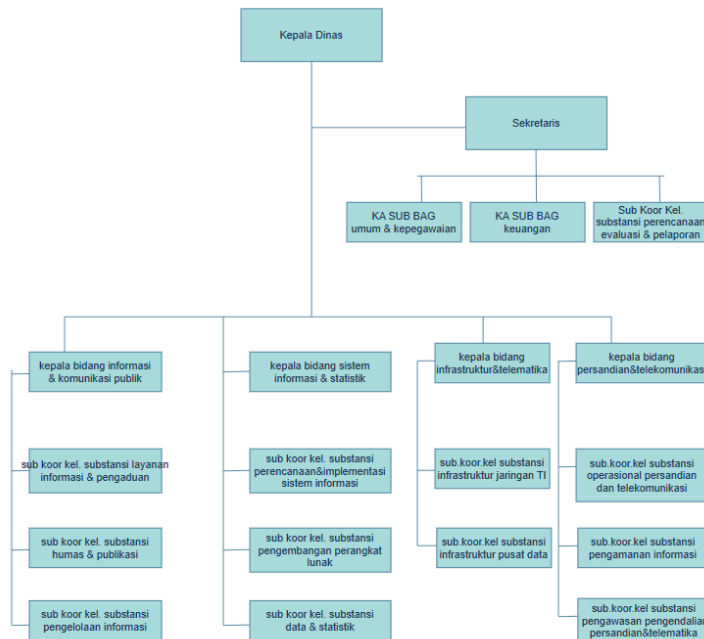 Kepala Dinas
Sekretaris
KA SUB BAG
umum & kepegawaian
KA SUB BAG
keuangan
Sub Koor Kel.
substansi perencanaan
evaluasi & pelaporan
kepala bidang informasi
& komunikasi publik
kepala bidang sistem
informasi & statistik
kepala bidang
infrastruktur&telematika
kepala bidang
persandian&telekomunikasi
sub koor kel. substansi layanan
informasi & pengaduan
sub koor kel. substansi
perencanaan&implementasi
sistem informasi
sub.koor.kel substansi
infrastruktur jaringan TI
sub.koor.kel substansi
operasional persandian
dan telekomunikasi
sub koor kel. substansi
humas & publikasi
sub koor kel. substansi
pengembangan perangkat
lunak
sub.koor.kel substansi
infrastruktur pusat data
sub.koor.kel substansi
pengamanan informasi
sub koor kel. substansi
pengelolaan informasi
sub koor kel. substansi
data & statistik
sub.koor.kel substansi
pengawasan pengendalian
persandian&telematika